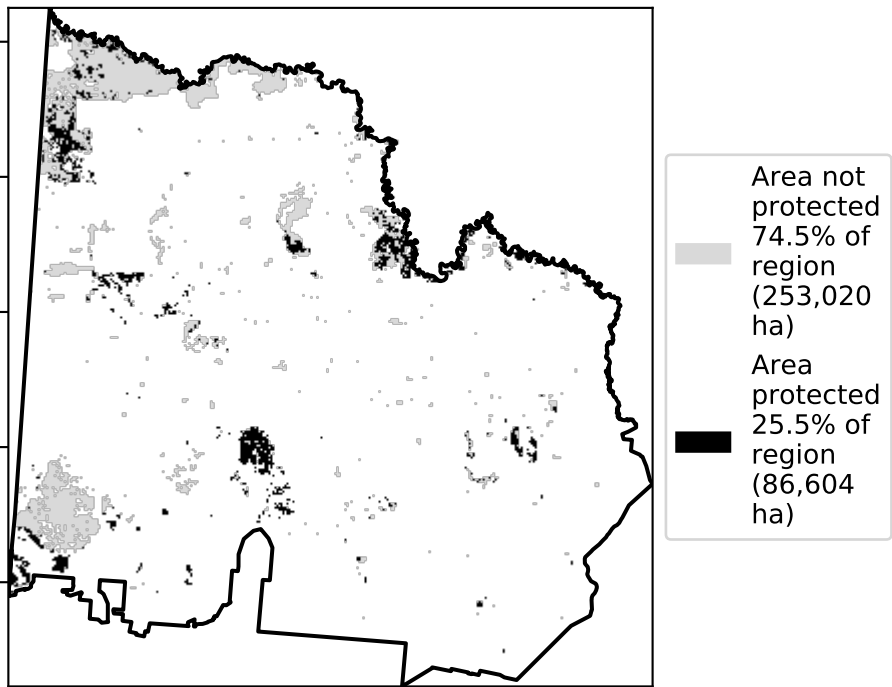 Area not
protected
74.5% of
region
(253,020
ha)
Area
protected
25.5% of
region
(86,604
ha)